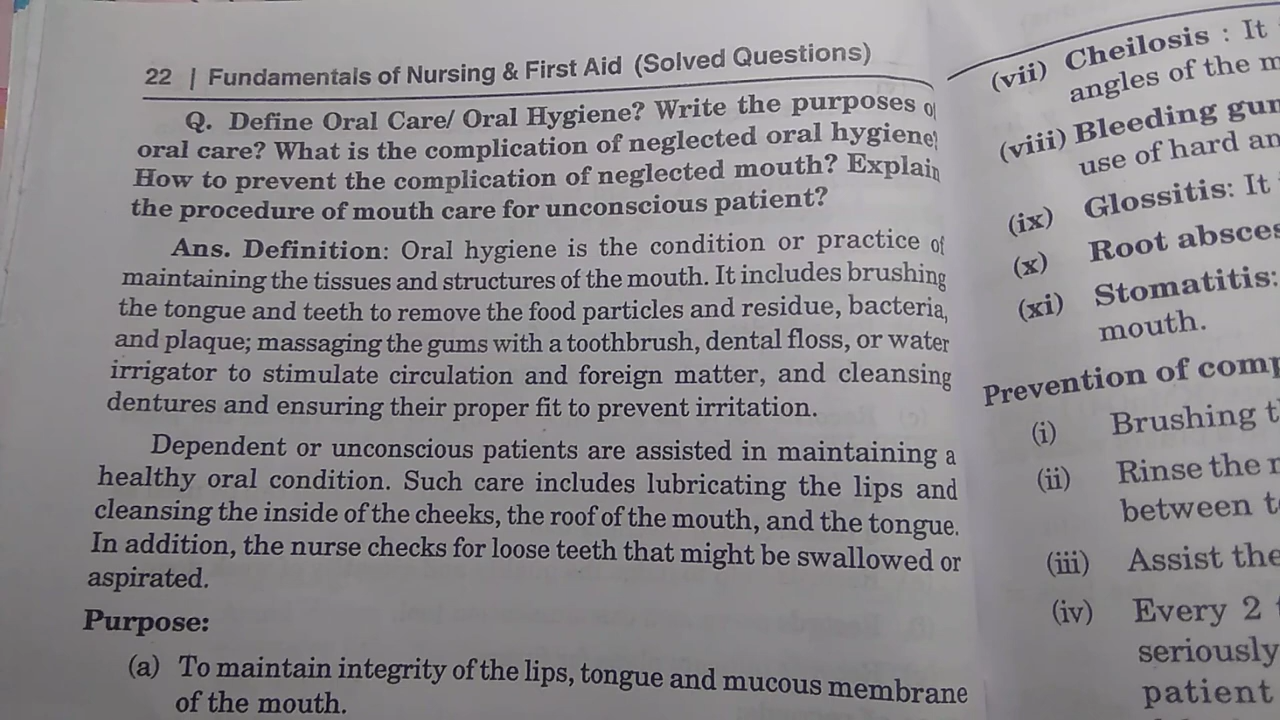 22 | Fundamentals of Nursing & First Aid (Solved Questions)
Q. Define Oral Care/ Oral Hygiene? Write the purposes
oral care? What is the complication of neglected oral hygiene
How to prevent the complication of neglected mouth? Explain
the procedure of mouth care for unconscious patient?
Ans. Definition: Oral hygiene is the condition or practice of
maintaining the tissues and structures of the mouth. It includes brushing
the tongue and teeth to remove the food particles and residue, bacteria,
and plaque; massaging the gums with a toothbrush, dental floss, or water
irrigator to stimulate circulation and foreign matter, and cleansing
dentures and ensuring their proper fit to prevent irritation.
Dependent or unconscious patients are assisted in maintaining a
healthy oral condition. Such care includes lubricating the lips and
cleansing the inside of the cheeks, the roof of the mouth, and the tongue.
In addition, the nurse checks for loose teeth that might be swallowed or
aspirated.
Purpose:
(a) To maintain integrity of the lips, tongue and mucous membrane
of the mouth.
(vii) Cheilosis : It
angles of the
(viii) Bleeding
use of hard
(ix) Glossitis: It
(x) Root
(xi) Stomatitis:
mouth.
Prevention of
(i) Brushing
(ii) Rinse the
between
(iii) Assist the
(iv) Every 2
seriously
patient